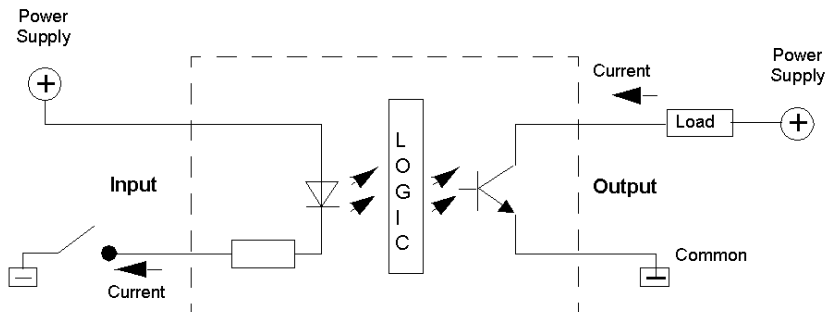 Power
Supply
Power
Supply
Current
Load
L
O
G
I
C
Input
Output
Common
Current